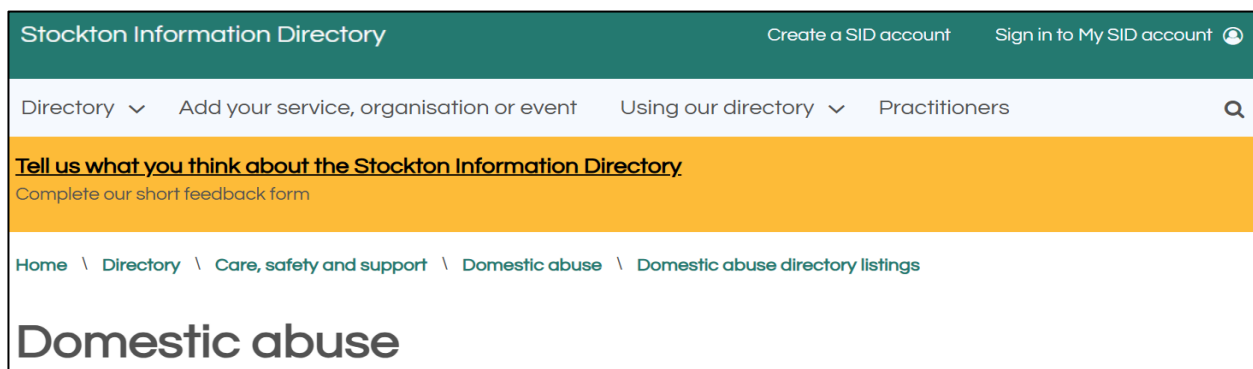 Stockton Information Directory
Create a SID account Sign in to My SID account
Directory Add your service, organisation or event Using our directory Practitioners
Tell us what you think about the Stockton Information Directory
Complete our short feedback form
Home \ Directory \ Care, safety and support \ Domestic abuse \ Domestic abuse directory listings
Domestic abuse